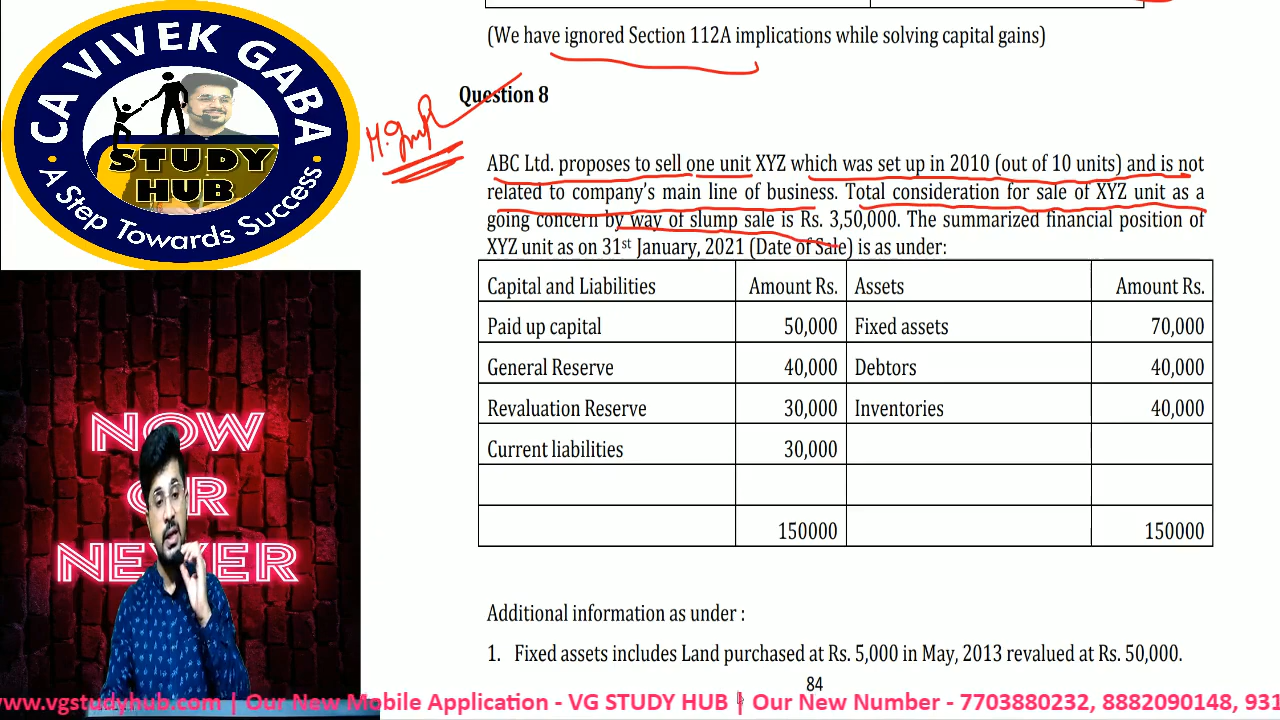 CA VIVEK GABA
STUDY
HUB
A Step Towards Success
NOW
OR
NEVER
(We have ignored Section 112A implications while solving capital gains)
Question 8
ABC Ltd. proposes to sell one unit XYZ which was set up in 2010 (out of 10 units) and is not
related to company's main line of business. Total consideration for sale of XYZ unit as a
going concern by way of slump sale is Rs. 3,50,000. The summarized financial position of
XYZ unit as on 31st January, 2021 (Date of Sale) is as under:
Capital and Liabilities Amount Rs. Assets Amount Rs.
Paid up capital 50,000 Fixed assets 70,000
General Reserve 40,000 Debtors 40,000
Revaluation Reserve 30,000 Inventories 40,000
Current liabilities 30,000
150000 150000
Additional information as under :
1. Fixed assets includes Land purchased at Rs. 5,000 in May, 2013 revalued at Rs. 50,000.
84
www.vgstudyhub.com | Our New Mobile Application - VG STUDY HUB | Our New Number - 7703880232, 8882090148, 931